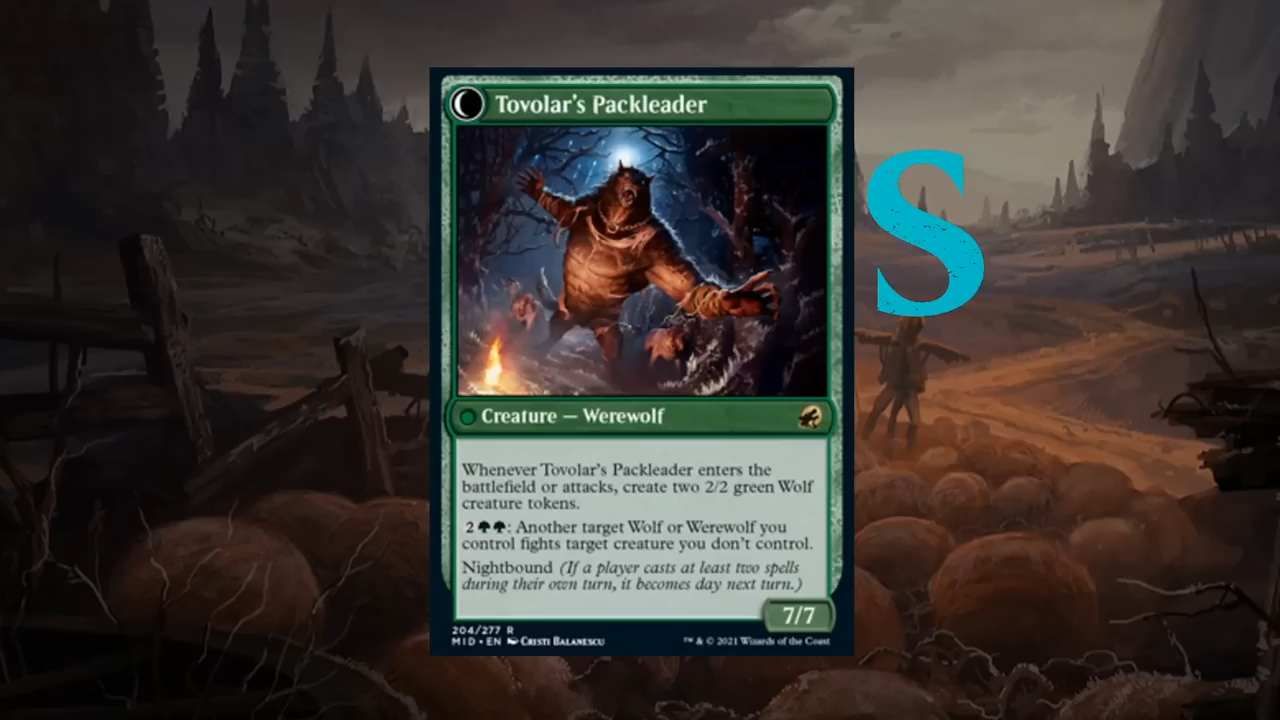 Tovolar's Packleader
S
Creature — Werewolf
Whenever Tovolar's Packleader enters the
battlefield or attacks, create two 2/2 green Wolf
creature tokens.
2: Another target Wolf or Werewolf you
control fights target creature you don't control.
Nightbound (If a player casts at least two spells
during their own turn, it becomes day next turn.)
7/7
204/277 R
MID • EN Cristi Balanescu
™ & © 2021 Wizards of the Coast